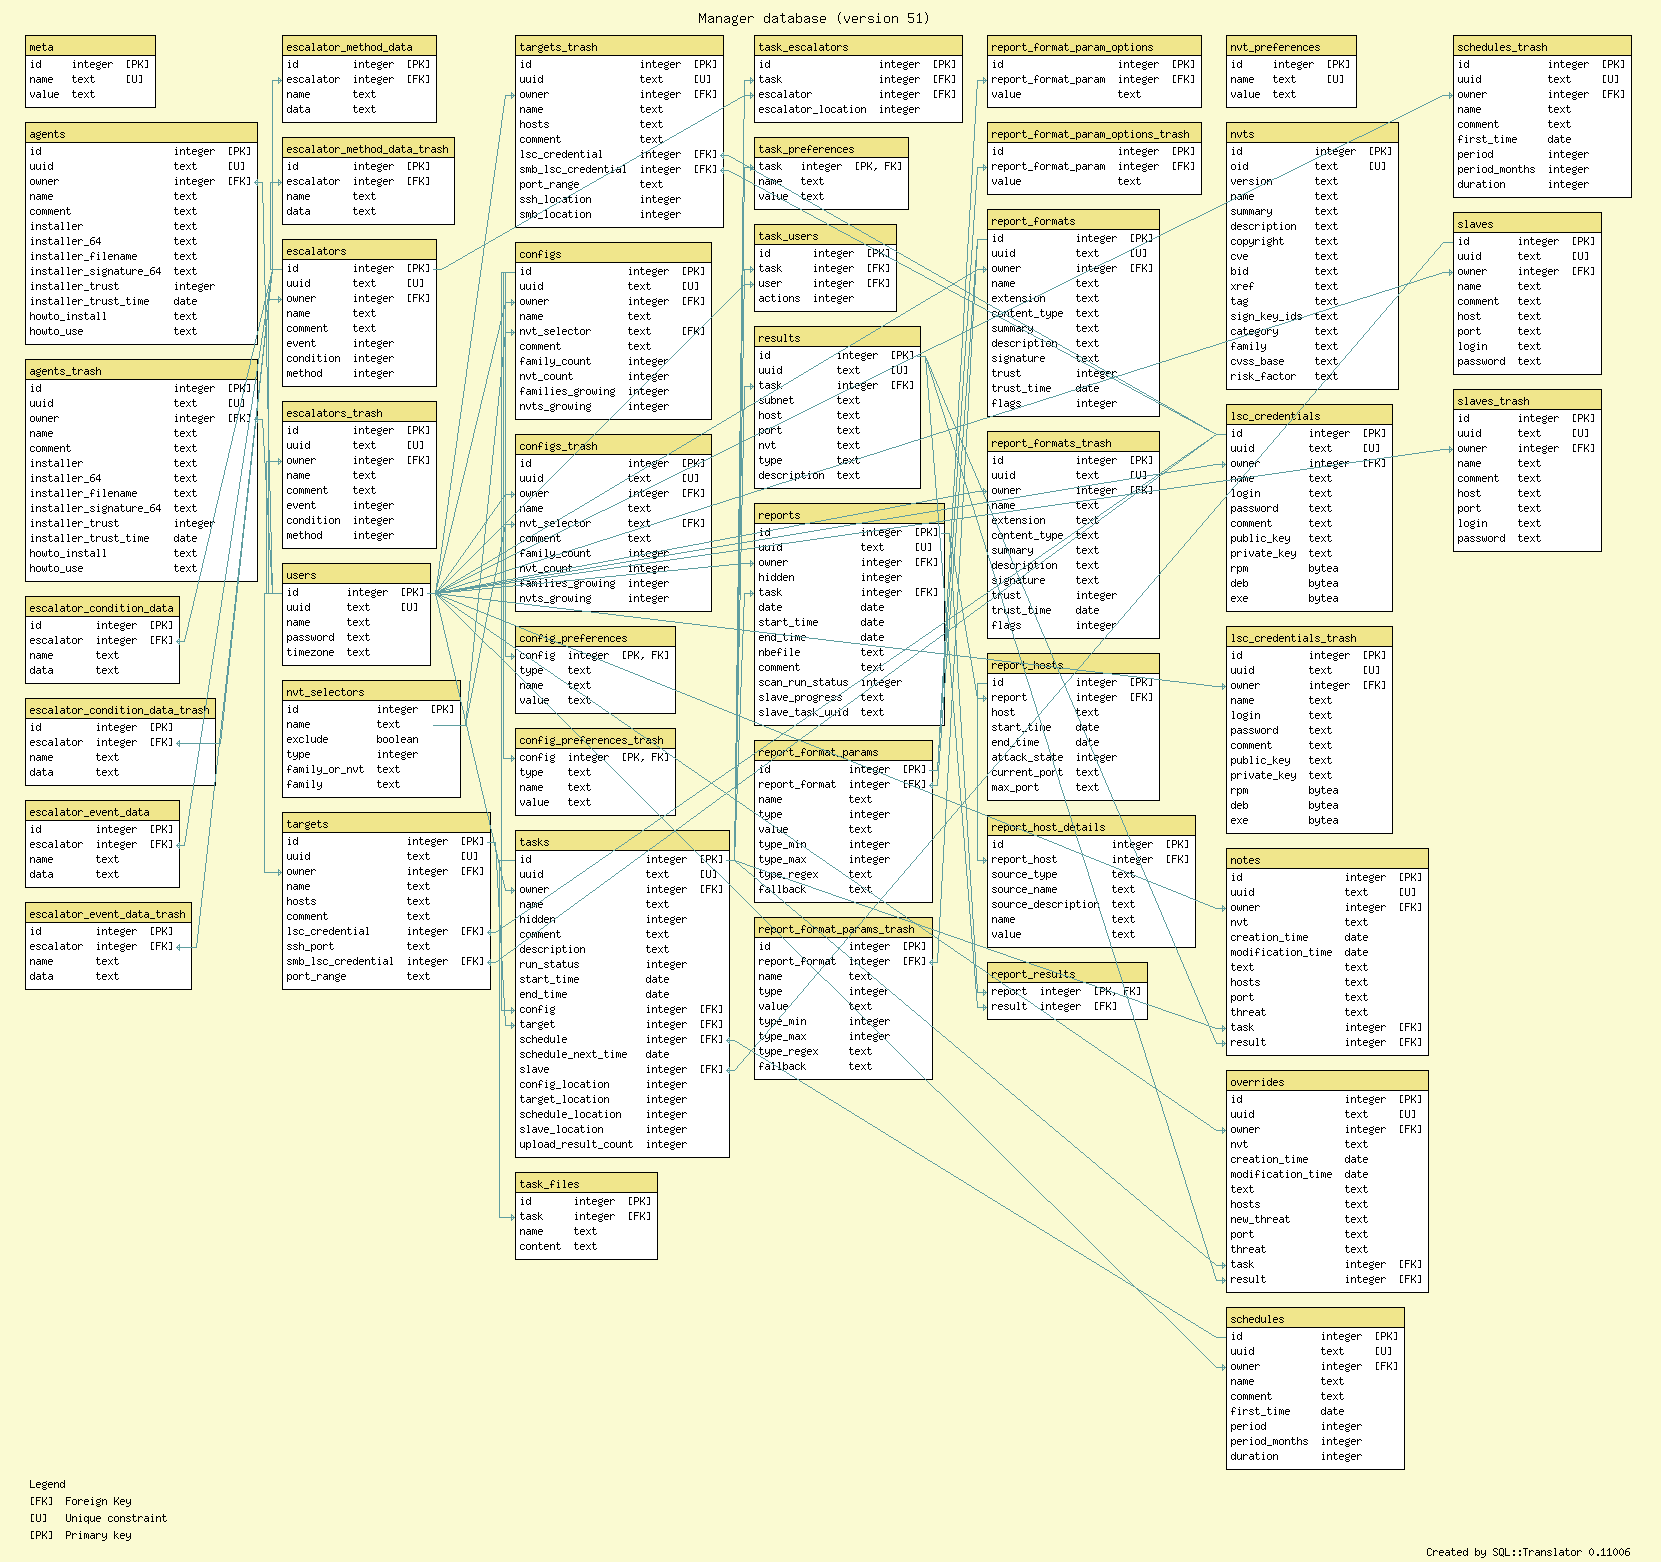 Manager database (version 51)
meta
id integer [PK]
name text [U]
value text
agents
id integer [PK]
uuid text [U]
owner integer [FK]
name text
comment text
installer text
installer_64 text
installer_filename text
installer_signature_64 text
installer_trust integer
installer_trust_time date
howto_install text
howto_use text
agents_trash
id integer [PK]
uuid text [U]
owner integer [FK]
name text
comment text
installer text
installer_64 text
installer_filename text
installer_signature_64 text
installer_trust integer
installer_trust_time date
howto_install text
howto_use text
escalator_condition_data
id integer [PK]
escalator integer [FK]
name text
data text
escalator_condition_data_trash
id integer [PK]
escalator integer [FK]
name text
data text
escalator_event_data
id integer [PK]
escalator integer [FK]
name text
data text
escalator_event_data_trash
id integer [PK]
escalator integer [FK]
name text
data text
escalator_method_data
id integer [PK]
escalator integer [FK]
name text
data text
escalator_method_data_trash
id integer [PK]
escalator integer [FK]
name text
data text
escalators
id integer [PK]
uuid text [U]
owner integer [FK]
name text
comment text
event integer
condition integer
method integer
escalators_trash
id integer [PK]
uuid text [U]
owner integer [FK]
name text
comment text
event integer
condition integer
method integer
users
id integer [PK]
uuid text [U]
name text
password text
timezone text
nvt_selectors
id integer [PK]
name text
exclude boolean
type integer
family_or_nvt text
family text
targets
id integer [PK]
uuid text [U]
owner integer [FK]
name text
hosts text
comment text
lsc_credential integer [FK]
ssh_port text
smb_lsc_credential integer [FK]
port_range text
targets_trash
id integer [PK]
uuid text [U]
owner integer [FK]
name text
hosts text
comment text
lsc_credential integer [FK]
smb_lsc_credential integer [FK]
port_range text
ssh_location integer
smb_location integer
configs
id integer [PK]
uuid text [U]
owner integer [FK]
name text
nvt_selector text [FK]
comment text
family_count integer
nvt_count integer
families_growing integer
nvts_growing integer
configs_trash
id integer [PK]
uuid text [U]
owner integer [FK]
name text
nvt_selector text [FK]
comment text
family_count integer
nvt_count integer
families_growing integer
nvts_growing integer
config_preferences
config integer [PK, FK]
type text
name text
value text
config_preferences_trash
config integer [PK, FK]
type text
name text
value text
tasks
id integer [PK]
uuid text [U]
owner integer [FK]
name text
hidden integer
comment text
description text
run_status integer
start_time date
end_time date
config integer [FK]
target integer [FK]
schedule integer [FK]
schedule_next_time date
slave integer [FK]
config_location integer
target_location integer
schedule_location integer
slave_location integer
upload_result_count integer
task_files
id integer [PK]
task integer [FK]
name text
content text
task_escalators
id integer [PK]
task integer [FK]
escalator integer [FK]
escalator_location integer
task_preferences
task integer [PK, FK]
name text
value text
task_users
id integer [PK]
task integer [FK]
user integer [FK]
actions integer
results
id integer [PK]
uuid text [U]
task integer [FK]
subnet text
host text
port text
nvt text
type text
description text
reports
id integer [PK]
uuid text [U]
owner integer [FK]
hidden integer
task integer [FK]
date date
start_time date
end_time date
nbefile text
comment text
scan_run_status integer
slave_progress text
slave_task_uuid text
report_format_params
id integer [PK]
report_format integer [FK]
name text
type integer
value text
type_min integer
type_max integer
type_regex text
fallback text
report_format_params_trash
id integer [PK]
report_format integer [FK]
name text
type integer
value text
type_min integer
type_max integer
type_regex text
fallback text
report_format_param_options
id integer [PK]
report_format_param integer [FK]
value text
report_format_param_options_trash
id integer [PK]
report_format_param integer [FK]
value text
report_formats
id integer [PK]
uuid text [U]
owner integer [FK]
name text
extension text
content_type text
summary text
description text
signature text
trust integer
trust_time date
flags integer
report_formats_trash
id integer [PK]
uuid text [U]
owner integer [FK]
name text
extension text
content_type text
summary text
description text
signature text
trust integer
trust_time date
flags integer
report_hosts
id integer [PK]
report integer [FK]
host text
start_time date
end_time date
attack_state integer
current_port text
max_port text
report_host_details
id integer [PK]
report_host integer [FK]
source_type text
source_name text
source_description text
name text
value text
report_results
report integer [PK, FK]
result integer [FK]
nvt_preferences
id integer [PK]
name text [U]
value text
nvts
id integer [PK]
oid text [U]
version text
name text
summary text
description text
copyright text
cve text
bid text
xref text
tag text
sign_key_ids text
category text
family text
cvss_base text
risk_factor text
lsc_credentials
id integer [PK]
uuid text [U]
owner integer [FK]
name text
login text
password text
comment text
public_key text
private_key text
rpm bytea
deb bytea
exe bytea
lsc_credentials_trash
id integer [PK]
uuid text [U]
owner integer [FK]
name text
login text
password text
comment text
public_key text
private_key text
rpm bytea
deb bytea
exe bytea
notes
id integer [PK]
uuid text [U]
owner integer [FK]
nvt text
creation_time date
modification_time date
text text
hosts text
port text
threat text
task integer [FK]
result integer [FK]
overrides
id integer [PK]
uuid text [U]
owner integer [FK]
nvt text
creation_time date
modification_time date
text text
hosts text
new_threat text
port text
threat text
task integer [FK]
result integer [FK]
schedules
id integer [PK]
uuid text [U]
owner integer [FK]
name text
comment text
first_time date
period integer
period_months integer
duration integer
schedules_trash
id integer [PK]
uuid text [U]
owner integer [FK]
name text
comment text
first_time date
period integer
period_months integer
duration integer
slaves
id integer [PK]
uuid text [U]
owner integer [FK]
name text
comment text
host text
port text
login text
password text
slaves_trash
id integer [PK]
uuid text [U]
owner integer [FK]
name text
comment text
host text
port text
login text
password text
Legend
[FK] Foreign Key
[U] Unique constraint
[PK] Primary key
Created by SQL::Translator 0.11006